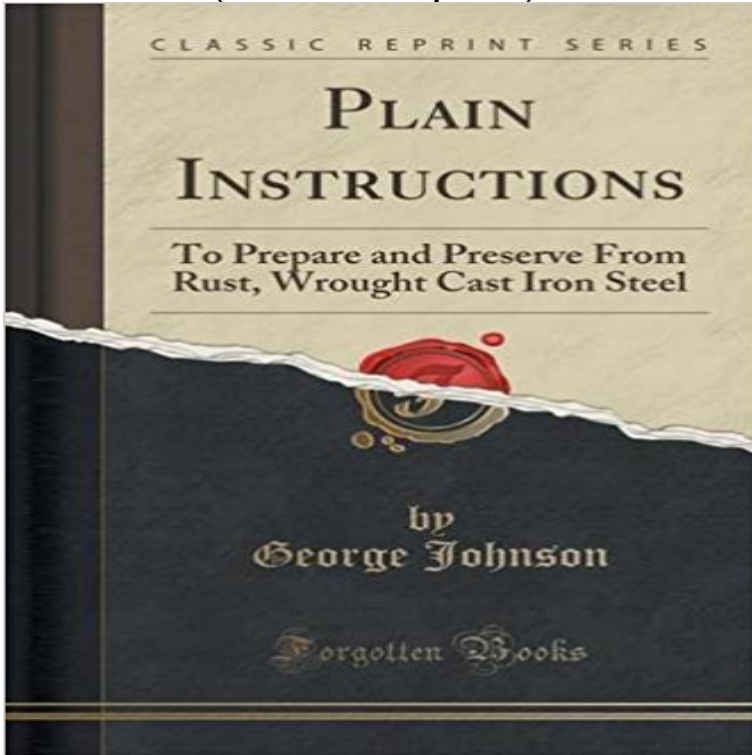 CLASSIC REPRINT SERIES
PLAIN
INSTRUCTIONS
To Prepare and Preserve From
Rust, Wrought Cast Iron Steel
by
George Johnson
Forgotten Books